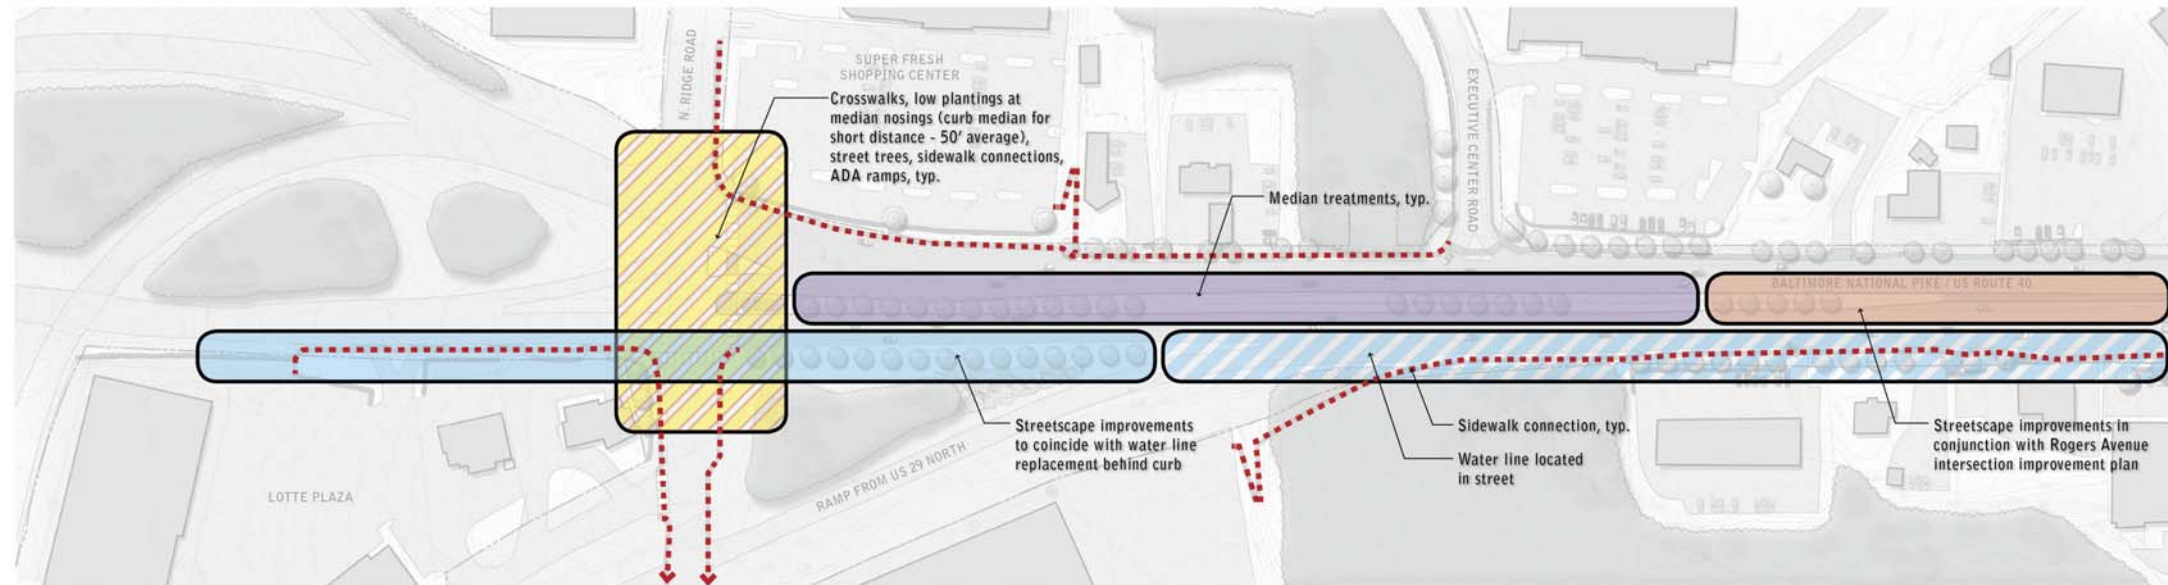 N. RIDGE ROAD
SUPER FRESH
SHOPPING CENTER
Crosswalks, low plantings at
median nosings (curb median for
short distance - 50' average),
street trees, sidewalk connections,
ADA ramps, typ.
EXECUTIVE CENTER ROAD
Median treatments, typ.
BALTIMORE NATIONAL PIKE / US ROUTE 40
Streetscape improvements
to coincide with water line
replacement behind curb
Sidewalk connection, typ.
Water line located
in street
Streetscape improvements in
conjunction with Rogers Avenue
intersection improvement plan
LOTTE PLAZA
RAMP FROM US 29 NORTH